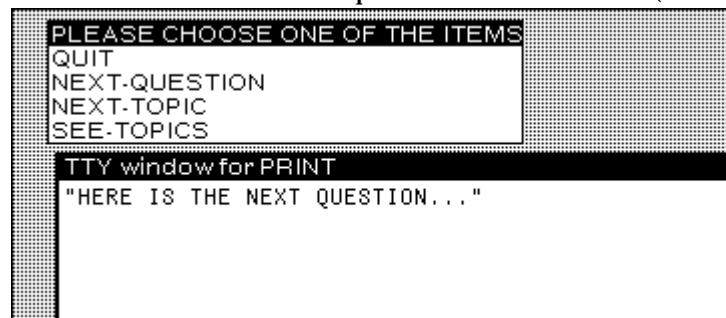 PLEASE CHOOSE ONE OF THE ITEMS
QUIT
NEXT-QUESTION
NEXT-TOPIC
SEE-TOPICS
TTY window for PRINT
"HERE IS THE NEXT QUESTION..."